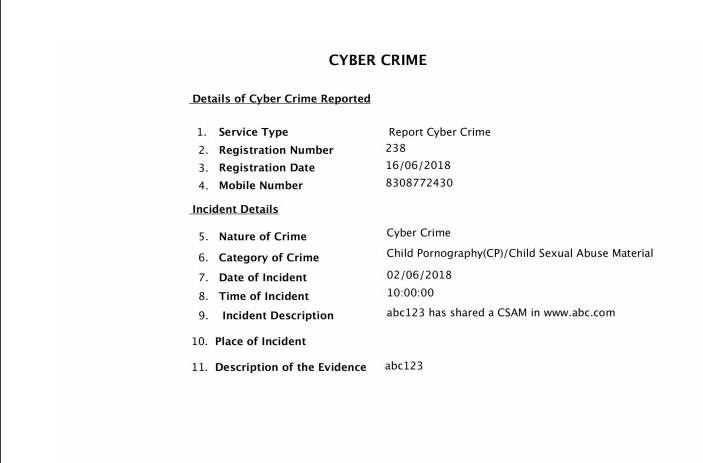 CYBER CRIME
Details of Cyber Crime Reported
1. Service Type Report Cyber Crime
2. Registration Number 238
3. Registration Date 16/06/2018
4. Mobile Number 8308772430
Incident Details
5. Nature of Crime Cyber Crime
6. Category of Crime Child Pornography(CP)/Child Sexual Abuse Material
7. Date of Incident 02/06/2018
8. Time of Incident 10:00:00
9. Incident Description abc123 has shared a CSAM in www.abc.com
10. Place of Incident
11. Description of the Evidence abc123